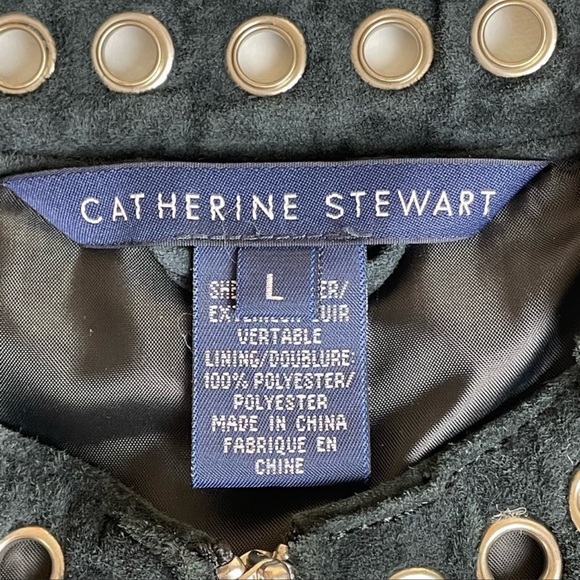 CATHERINE STEWART
L
VERTABLE
LINING/DOUBLURE:
100% POLYESTER/
POLYESTER
MADE IN CHINA
FABRIQUE EN
CHINE